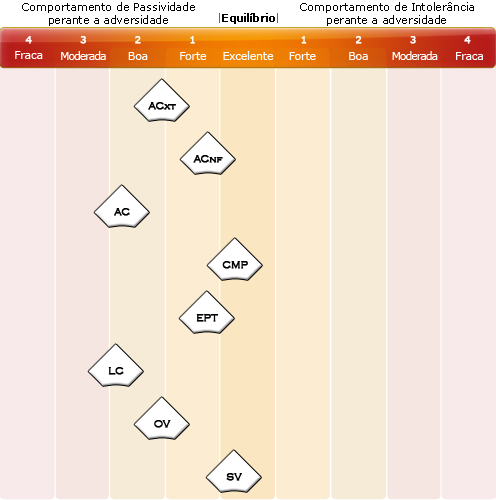 Comportamento de Passividade
perante a adversidade
|Equilíbrio|
Comportamento de Intolerância
perante a adversidade
4 3 2 1 1 2 3 4
Fraca Moderada Boa Forte Excelente Forte Boa Moderada Fraca
ACXT
ACNF
AC
CMP
EPT
LC
OV
SV